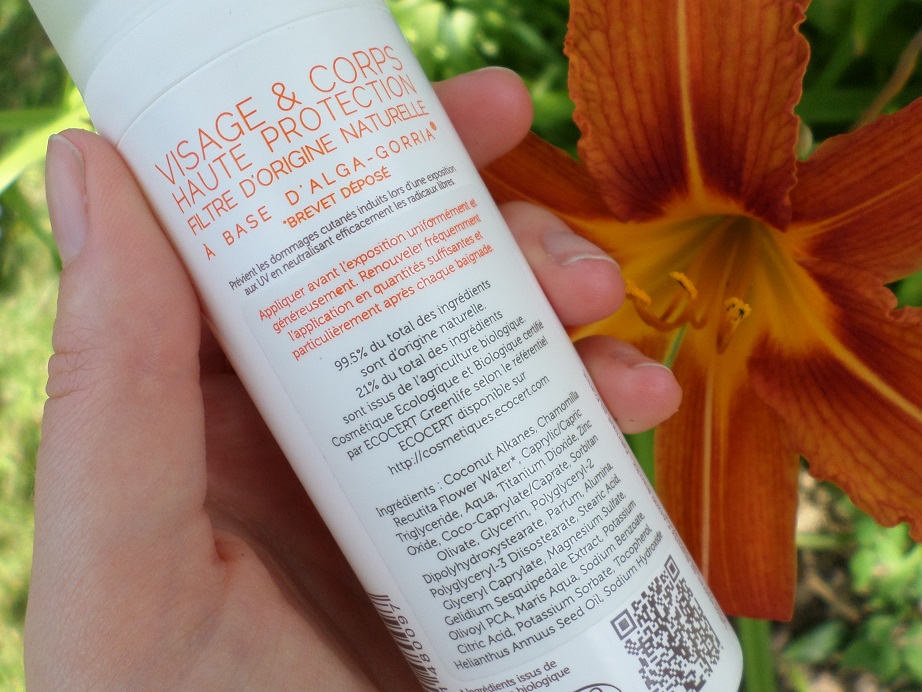 VISAGE & CORPS
HAUTE PROTECTION
FILTRE D'ORIGINE NATURELLE
À BASE D'ALGA-GORRIA®
*BREVET DÉPOSÉ
Prévient les dommages cutanés induits lors d'une exposition
aux UV en neutralisant efficacement les radicaux libres.
Appliquer avant l'exposition uniformément et
généreusement. Renouveler fréquemment
l'application en quantités suffisantes et
particulièrement après chaque baignade.
99.5% du total des ingrédients
sont d'origine naturelle.
21% du total des ingrédients
sont issus de l'agriculture biologique.
Cosmétique Ecologique et Biologique certifié
par ECOCERT Greenlife selon le référentiel
ECOCERT disponible sur
http://cosmetiques.ecocert.com
Ingrédients : Coconut Alkanes, Chamomilla
Recutita Flower Water*, Caprylic/Capric
Triglyceride, Aqua, Titanium Dioxide, Zinc
Oxide, Coco-Caprylate/Caprate, Sorbitan
Olivate, Glycerin, Polyglyceryl-2
Dipolyhydroxystearate, Parfum, Alumina,
Polyglyceryl-3 Diisostearate, Stearic Acid,
Glyceryl Caprylate, Magnesium Sulfate,
Gelidium Sesquipedale Extract, Potassium
Olivoyl PCA, Maris Aqua, Sodium Benzoate,
Citric Acid, Potassium Sorbate, Tocopherol,
Helianthus Annuus Seed Oil, Sodium Hydroxide
Ingrédients issus de
biologique